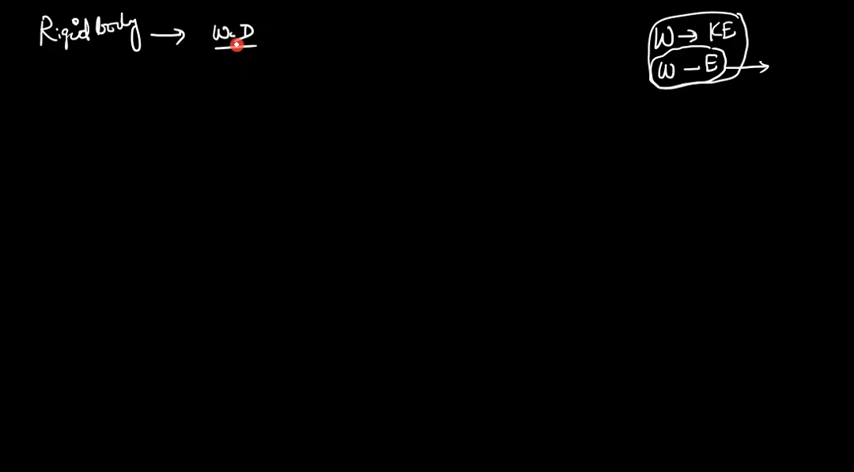 Rigid body → W.D
W → KE
W – E →